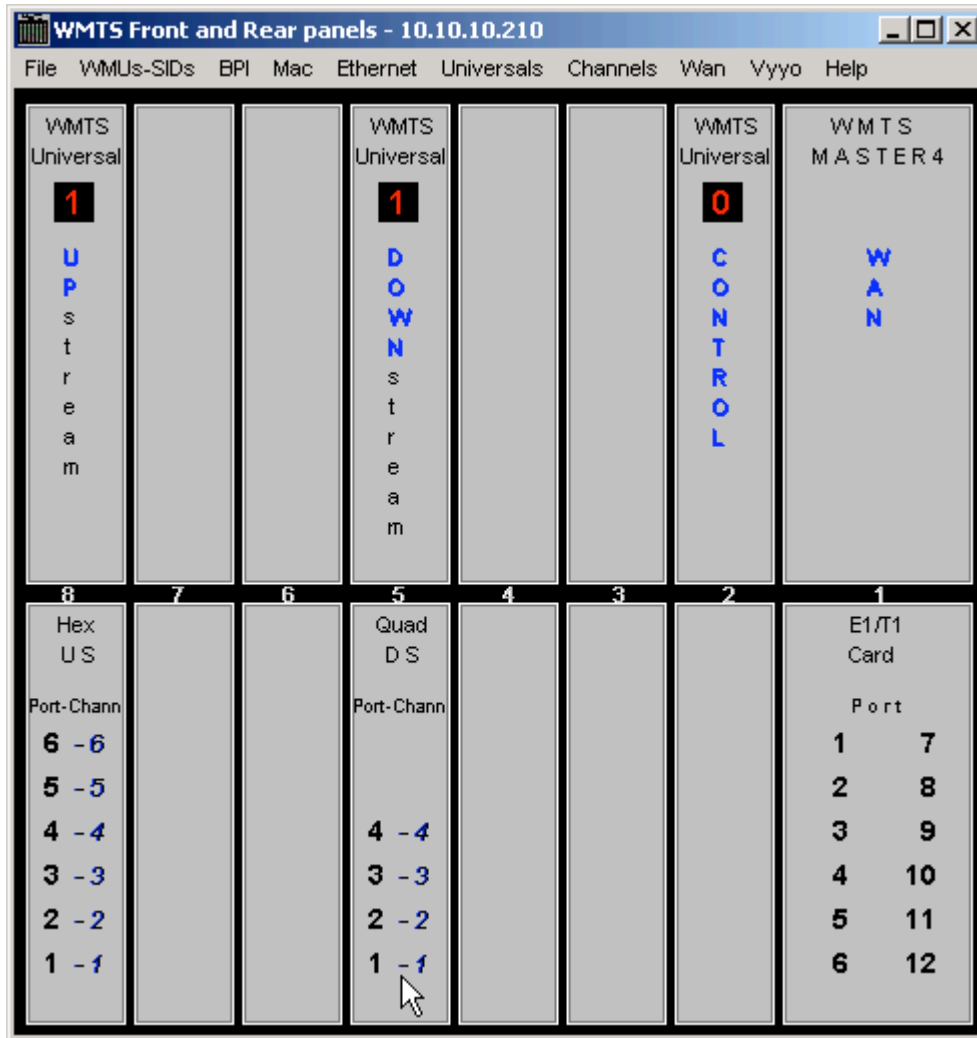 WMTS Front and Rear panels - 10.10.10.210
File WMUs-SIDs BPI Mac Ethernet Universals Channels Wan Vyyo Help
WMTS
Universal
1
UPstream
WMTS
Universal
1
DOWNstream
WMTS
Universal
0
CONTROL
WMTS
MASTER4
WAN
8 7 6 5 4 3 2 1
Hex
US
Port-Chann
6 -6
5 -5
4 -4
3 -3
2 -2
1 -1
Quad
DS
Port-Chann
4 -4
3 -3
2 -2
1 -1
E1/T1
Card
Port
1 7
2 8
3 9
4 10
5 11
6 12